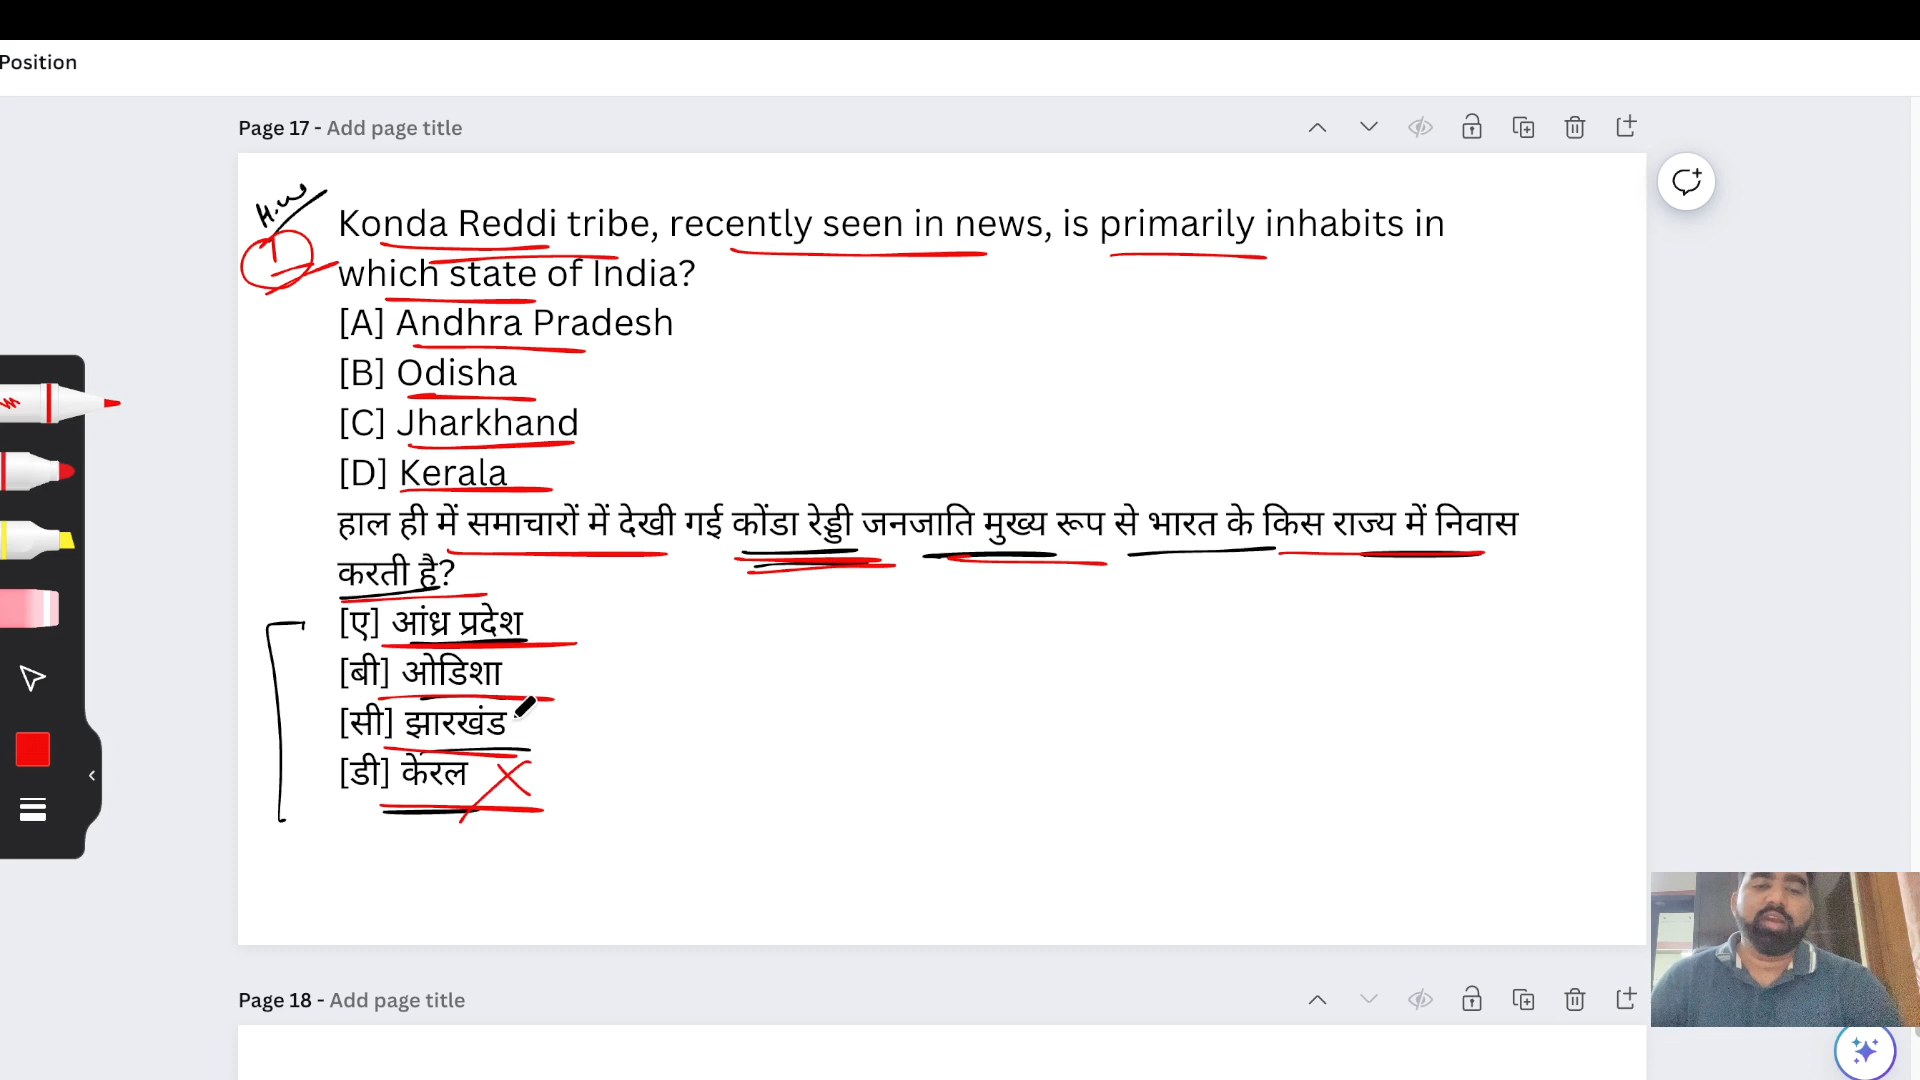 Position
Page 17 - Add page title
H.w
1
Konda Reddi tribe, recently seen in news, is primarily inhabits in
which state of India?
[A] Andhra Pradesh
[B] Odisha
[C] Jharkhand
[D] Kerala
हाल ही में समाचारों में देखी गई कोंडा रेड्डी जनजाति मुख्य रूप से भारत के किस राज्य में निवास
करती है?
[ए] आंध्र प्रदेश
[बी] ओडिशा
[सी] झारखंड
[डी] केरल
Page 18 - Add page title